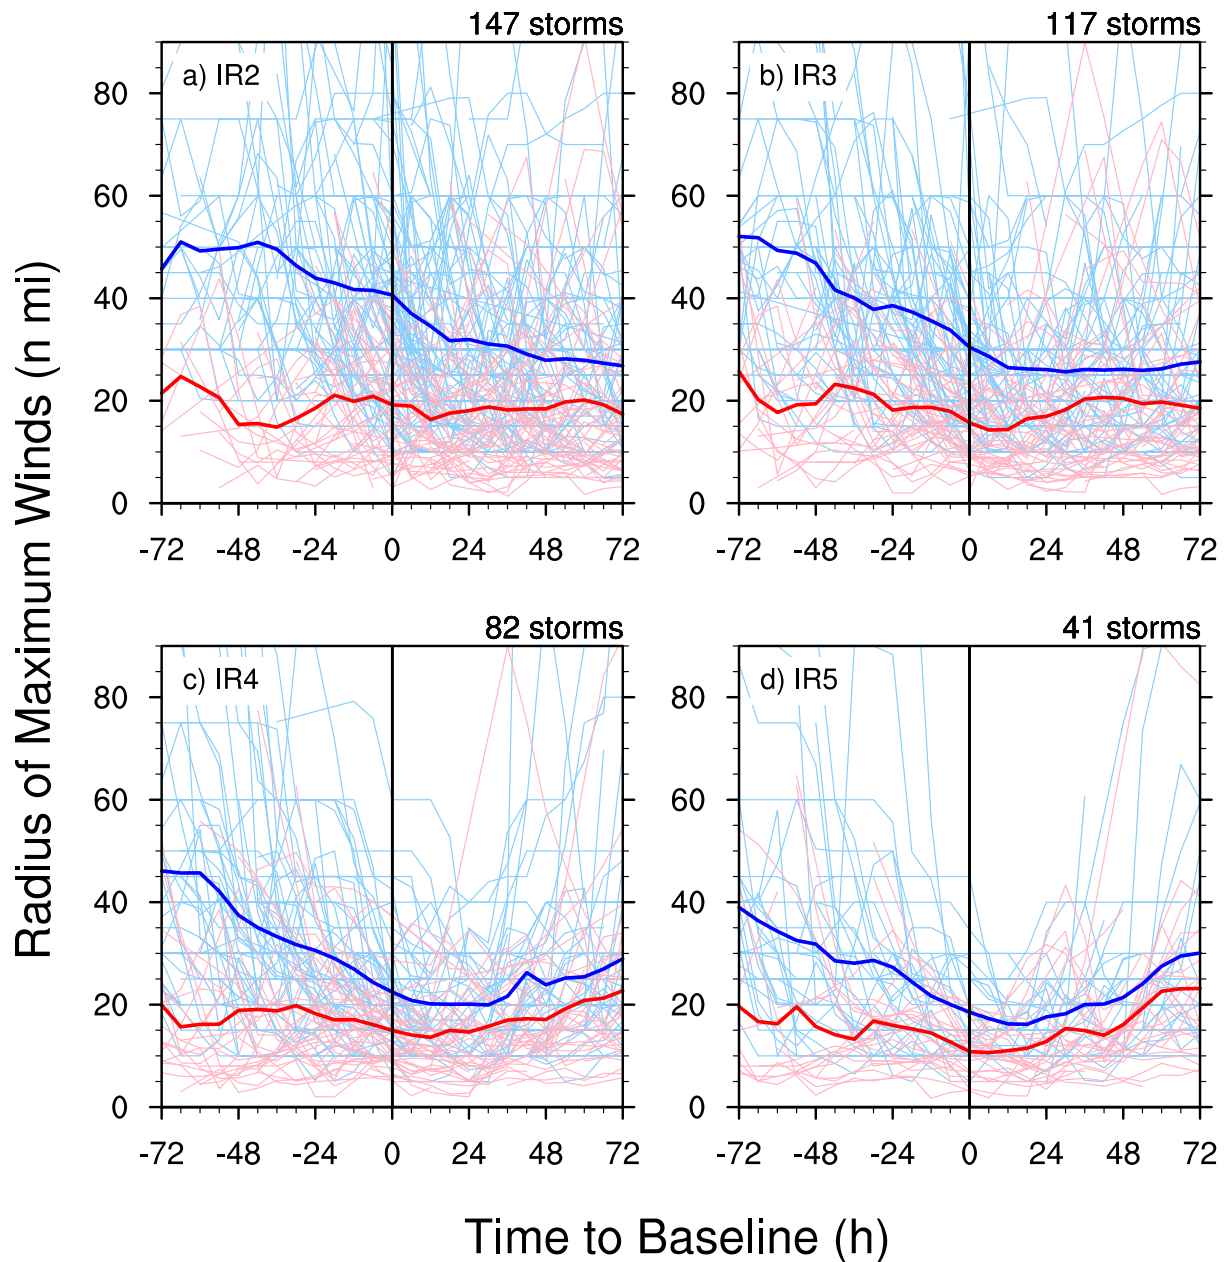 147 storms
117 storms
a) IR2
b) IR3
80
60
40
20
0
-72 -48 -24 0 24 48 72
80
60
40
20
0
-72 -48 -24 0 24 48 72
82 storms
41 storms
c) IR4
d) IR5
80
60
40
20
0
-72 -48 -24 0 24 48 72
80
60
40
20
0
-72 -48 -24 0 24 48 72
Radius of Maximum Winds (n mi)
Time to Baseline (h)